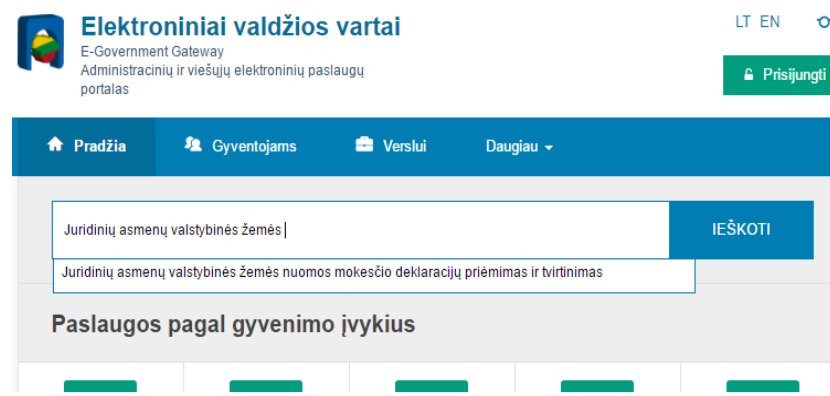 Elektroniniai valdžios vartai
E-Government Gateway
Administracinių ir viešųjų elektroninių paslaugų
portalas
LT EN
Prisijungti
Pradžia
Gyventojams
Verslui
Daugiau
Juridinių asmenų valstybinės žemės
IEŠKOTI
Juridinių asmenų valstybinės žemės nuomos mokesčio deklaracijų priėmimas ir tvirtinimas
Paslaugos pagal gyvenimo įvykius